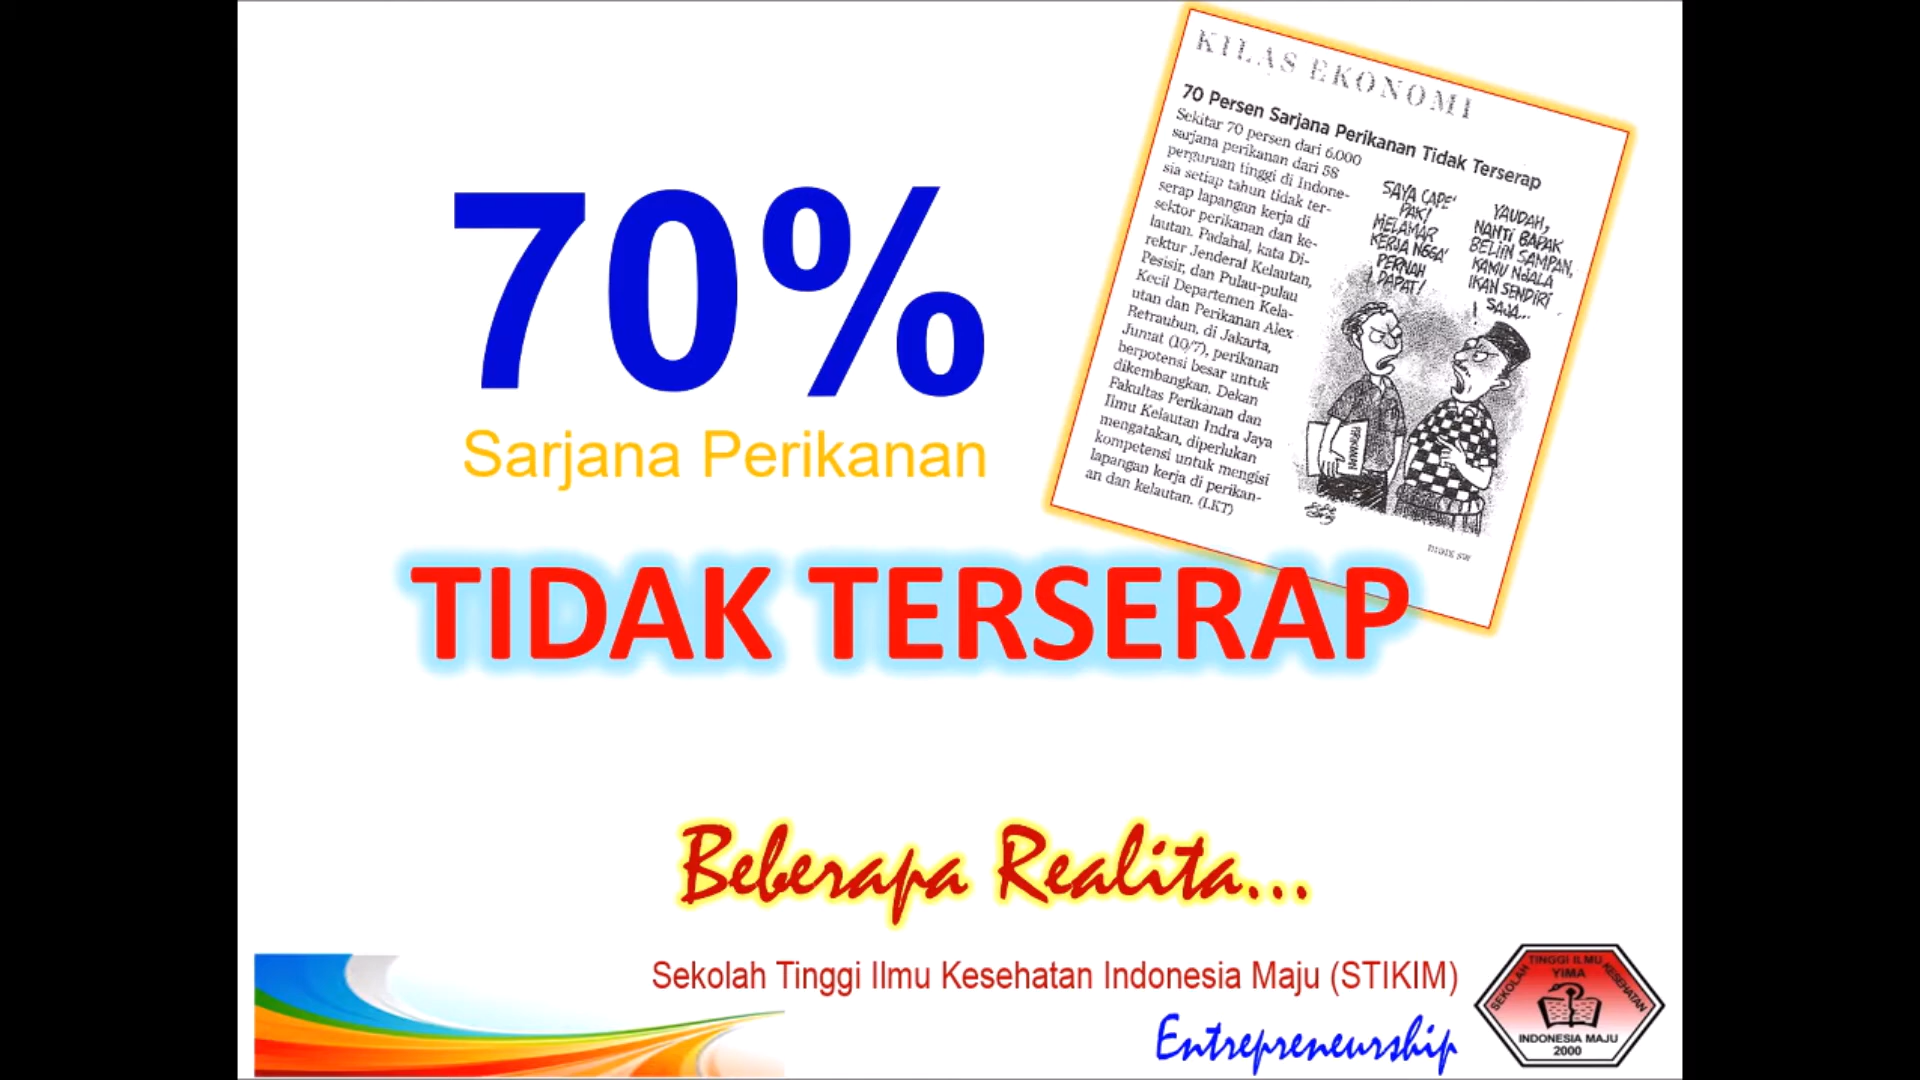 KILAS EKONOMI
70 Persen Sarjana Perikanan Tidak Terserap
Sekitar 70 persen dari 6.000
sarjana perikanan dari 58
perguruan tinggi di Indone-
sia setiap tahun tidak ter-
serap lapangan kerja di
sektor perikanan dan ke-
lautan. Padahal, kata Di-
rektur Jenderal Kelautan,
Pesisir, dan Pulau-pulau
Kecil Departemen Kela-
utan dan Perikanan Alex
Retraubun, di Jakarta,
Jumat (10/7), perikanan
berpotensi besar untuk
dikembangkan. Dekan
Fakultas Perikanan dan
Ilmu Kelautan Indra Jaya
mengatakan, diperlukan
kompetensi untuk mengisi
lapangan kerja di perikan-
an dan kelautan. (LKT)
SAYA CAPE'
PAK!
MELAMAR
KERJA NGGA'
PERNAH
DAPAT!
YAUDAH,
NANTI BAPAK
BELIIN SAMPAN,
KAMU NJALA
IKAN SENDIRI
SAJA...
PERIKANAN
70%
Sarjana Perikanan
TIDAK TERSERAP
Beberapa Realita...
Sekolah Tinggi Ilmu Kesehatan Indonesia Maju (STIKIM)
Entrepreneurship
SEKOLAH TINGGI ILMU KESEHATAN
YIMA
INDONESIA MAJU
2000